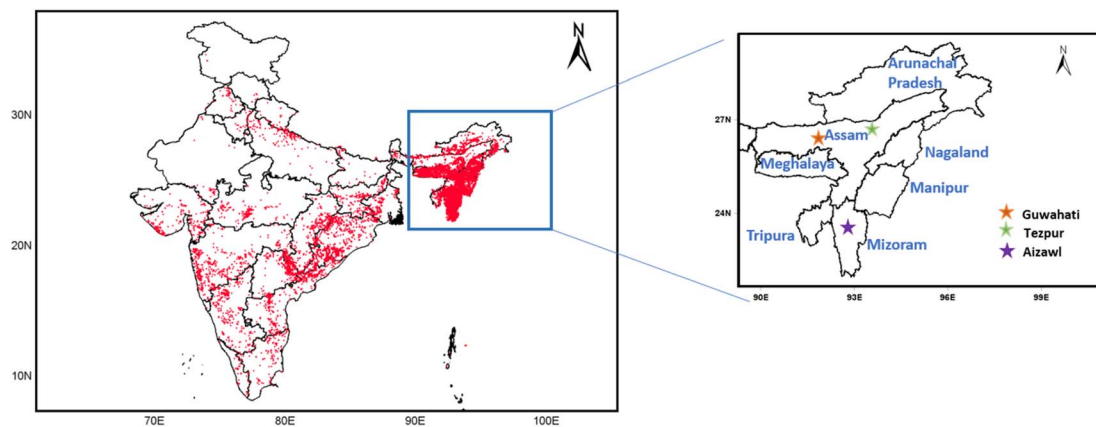 N
30N
20N
10N
70E
80E
90E
100E
N
Arunachal
Pradesh
27N
Assam
Meghalaya
Nagaland
Manipur
24N
Tripura
Mizoram
Guwahati
Tezpur
Aizawl
90E
93E
96E
99E